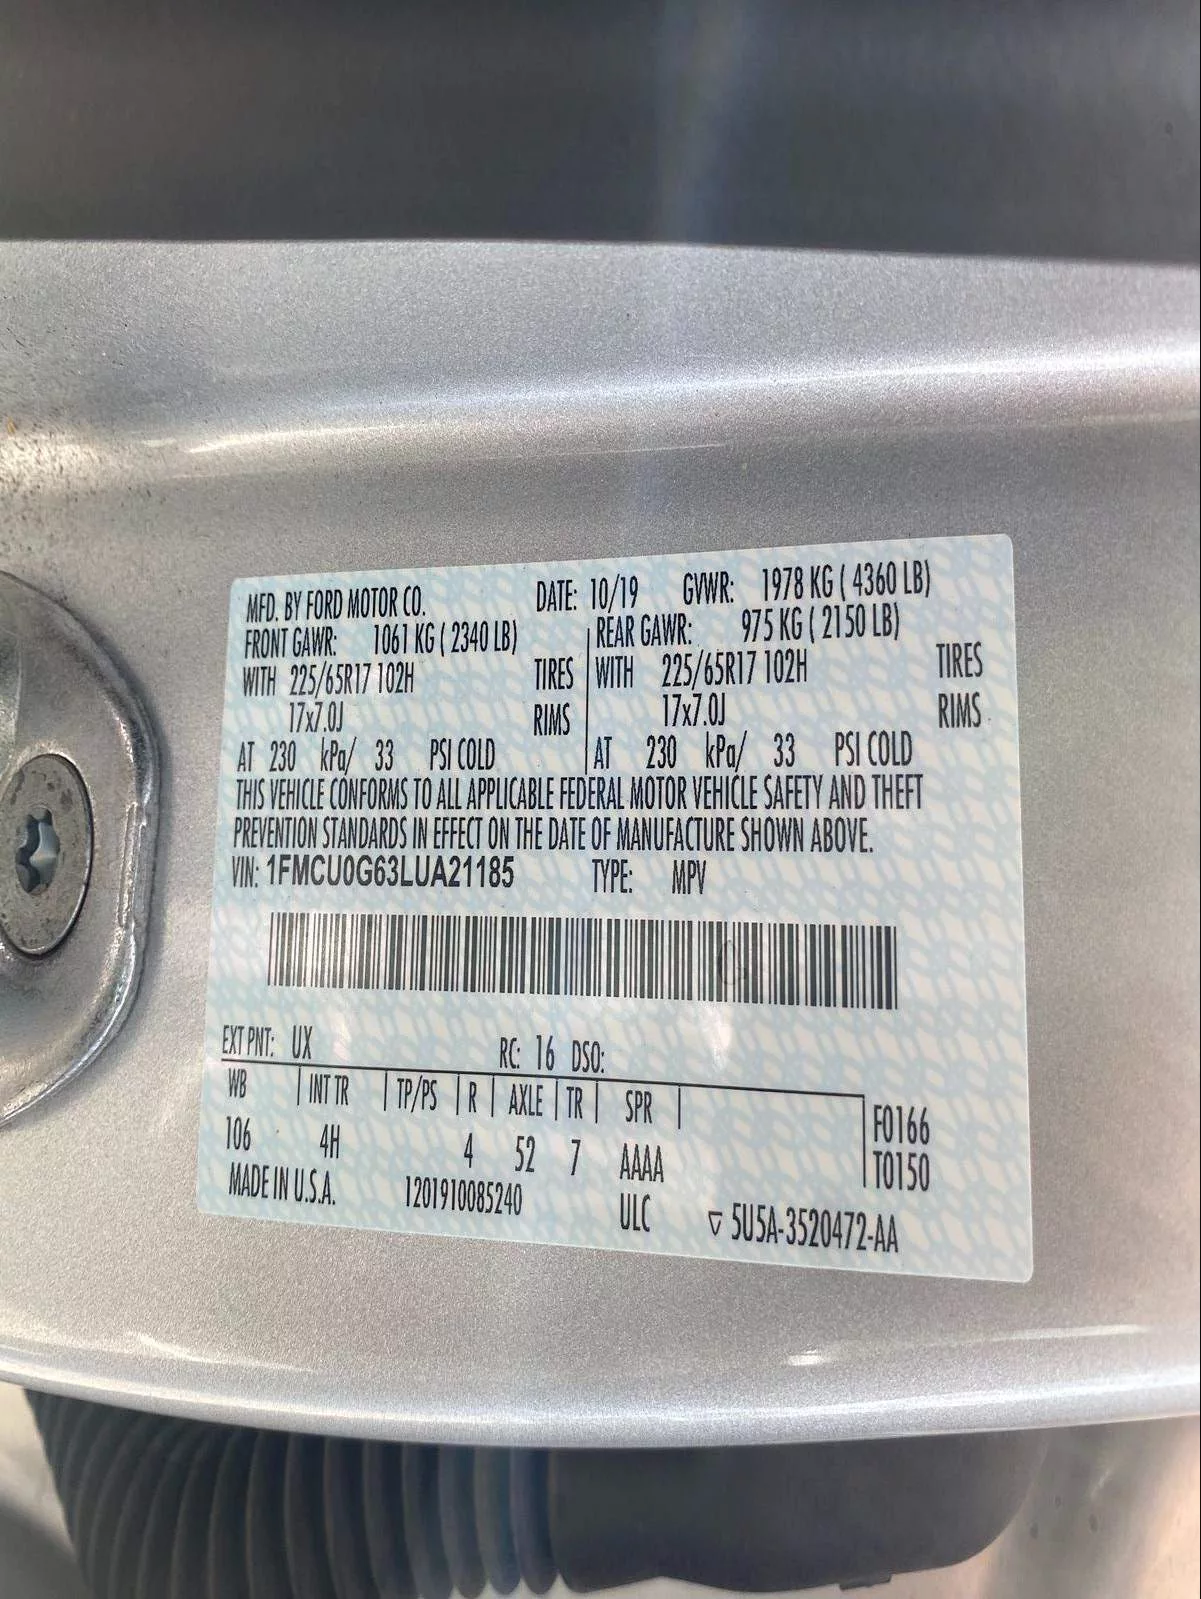 MFD. BY FORD MOTOR CO. DATE: 10/19 GVWR: 1978 KG ( 4360 LB)
FRONT GAWR: 1061 KG ( 2340 LB) REAR GAWR: 975 KG ( 2150 LB)
WITH 225/65R17 102H TIRES WITH 225/65R17 102H TIRES
17x7.0J RIMS 17x7.0J RIMS
AT 230 kPa/ 33 PSI COLD AT 230 kPa/ 33 PSI COLD
THIS VEHICLE CONFORMS TO ALL APPLICABLE FEDERAL MOTOR VEHICLE SAFETY AND THEFT
PREVENTION STANDARDS IN EFFECT ON THE DATE OF MANUFACTURE SHOWN ABOVE.
VIN: 1FMCU0G63LUA21185 TYPE: MPV
EXT PNT: UX RC: 16 DSO:
WB INT TR TP/PS R AXLE TR SPR F0166
106 4H 4 52 7 AAAA T0150
MADE IN U.S.A. 1201910085240 ULC 5U5A-3520472-AA